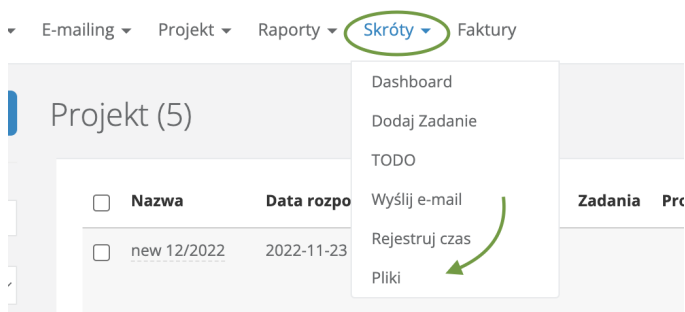 E-mailing Projekt Raporty Skróty Faktury
Dashboard
Projekt (5)
Dodaj Zadanie
TODO
Nazwa Data rozpo Wyślij e-mail Zadania Pro
Rejestruj czas
new 12/2022 2022-11-23
Pliki